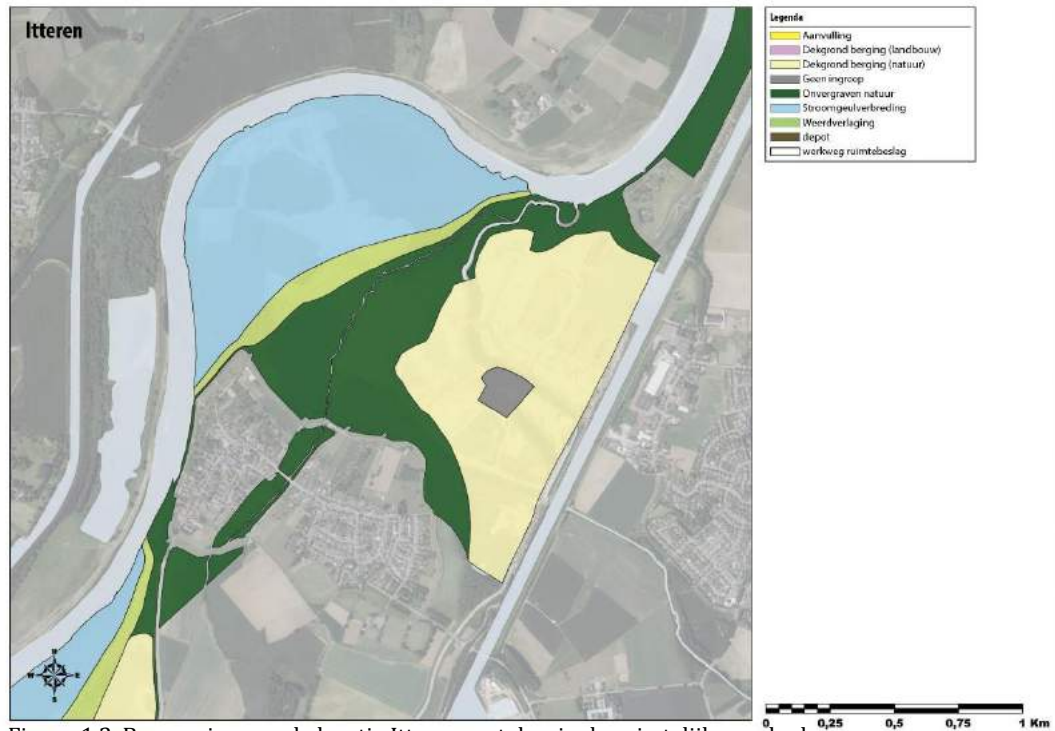 Itteren
Legenda
Aanvulling
Dekgrond berging (landbouw)
Dekgrond berging (natuur)
Geen ingreep
Onvergraven natuur
Stroomgeulverbreding
Weerdverlaging
depot
werkweg ruimtebeslag
N
W E
S
0 0,25 0,5 0,75 1 Km